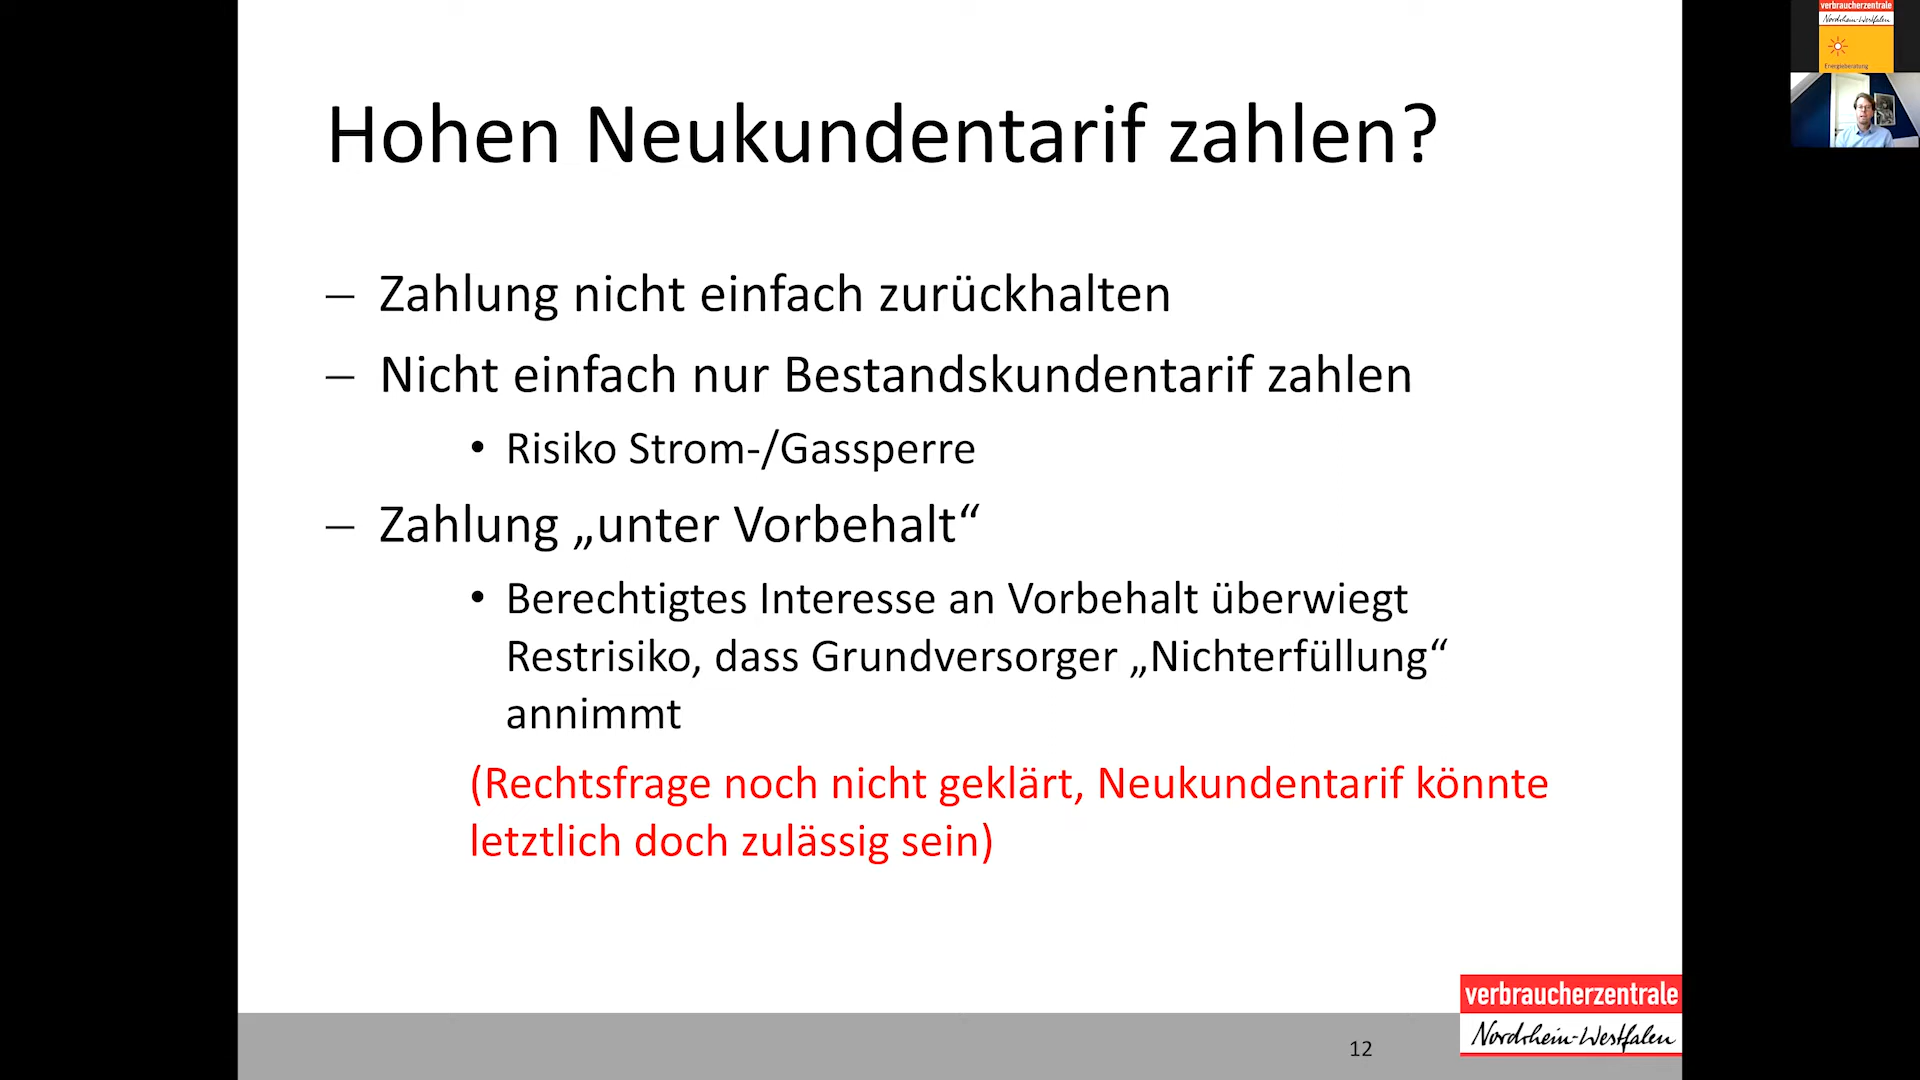 Hohen Neukundentarif zahlen?
– Zahlung nicht einfach zurückhalten
– Nicht einfach nur Bestandskundentarif zahlen
• Risiko Strom-/Gassperre
– Zahlung „unter Vorbehalt“
• Berechtigtes Interesse an Vorbehalt überwiegt
Restrisiko, dass Grundversorger „Nichterfüllung“
annimmt
(Rechtsfrage noch nicht geklärt, Neukundentarif könnte
letztlich doch zulässig sein)
12
verbraucherzentrale
Nordrhein-Westfalen
verbraucherzentrale
Nordrhein-Westfalen
Energieberatung